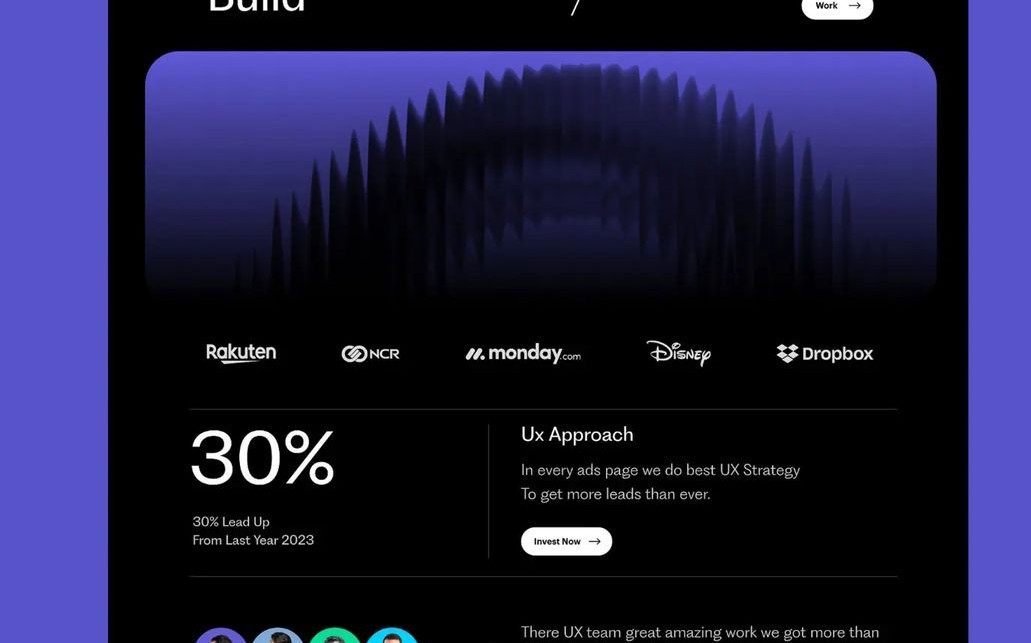 Build
/
Work
Rakuten
NCR
monday.com
Disney
Dropbox
30%
30% Lead Up
From Last Year 2023
Ux Approach
In every ads page we do best UX Strategy
To get more leads than ever.
Invest Now
There UX team great amazing work we got more than